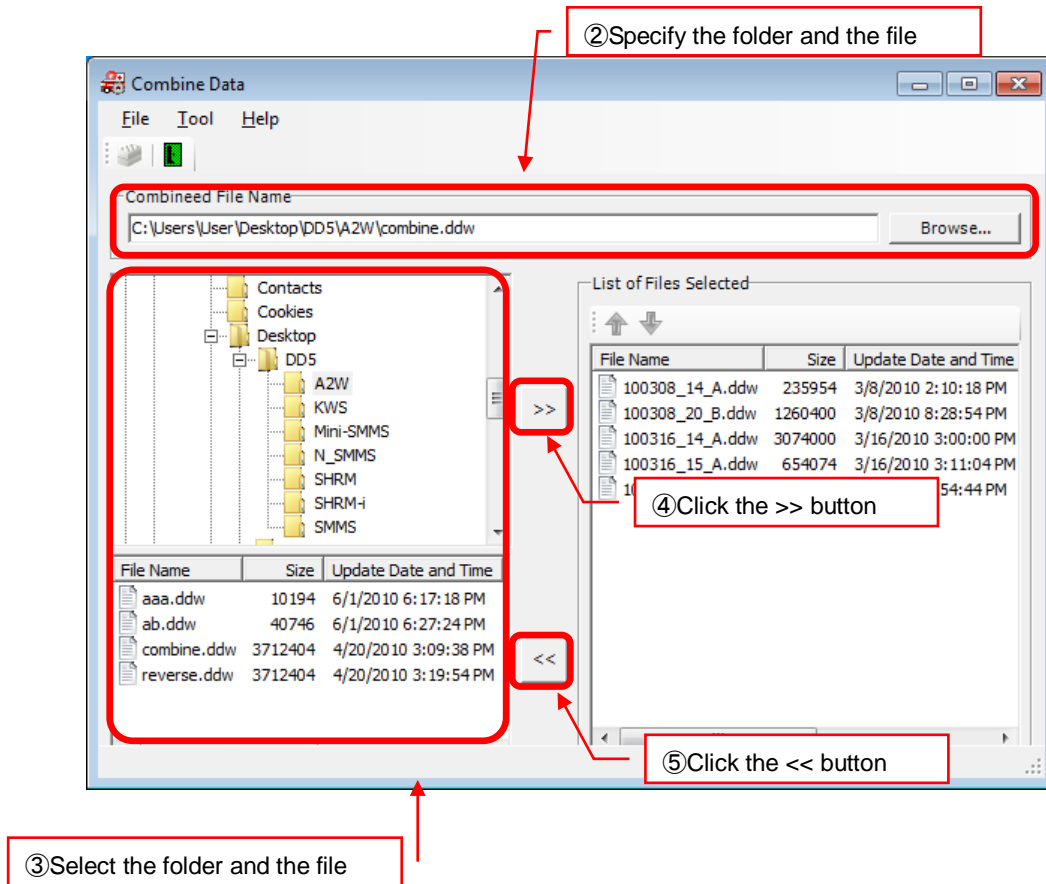 ②Specify the folder and the file
Combine Data
File Tool Help
Combineed File Name
C:\Users\User\Desktop\DD5\A2W\combine.ddw
Browse...
Contacts
Cookies
Desktop
DD5
A2W
KWS
Mini-SMMS
N_SMMS
SHRM
SHRM-i
SMMS
File Name Size Update Date and Time
aaa.ddw 10194 6/1/2010 6:17:18 PM
ab.ddw 40746 6/1/2010 6:27:24 PM
combine.ddw 3712404 4/20/2010 3:09:38 PM
reverse.ddw 3712404 4/20/2010 3:19:54 PM
>>
<<
List of Files Selected
File Name Size Update Date and Time
100308_14_A.ddw 235954 3/8/2010 2:10:18 PM
100308_20_B.ddw 1260400 3/8/2010 8:28:54 PM
100316_14_A.ddw 3074000 3/16/2010 3:00:00 PM
100316_15_A.ddw 654074 3/16/2010 3:11:04 PM
54:44 PM
④Click the >> button
⑤Click the << button
③Select the folder and the file